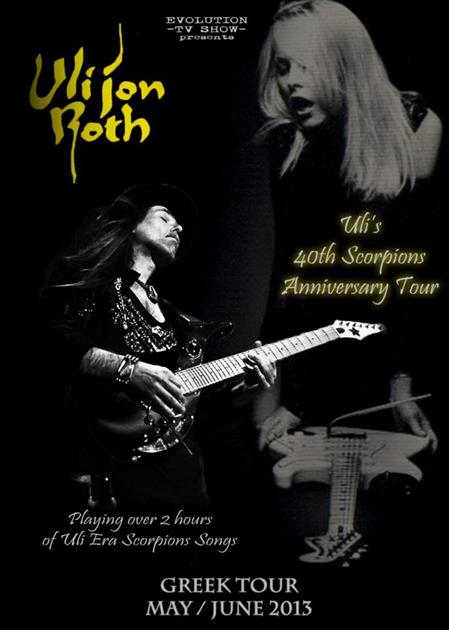 EVOLUTION
-TV SHOW-
presents
Uli Jon
Roth
Uli's
40th Scorpions
Anniversary Tour
Playing over 2 hours
of Uli Era Scorpions Songs
GREEK TOUR
MAY / JUNE 2013